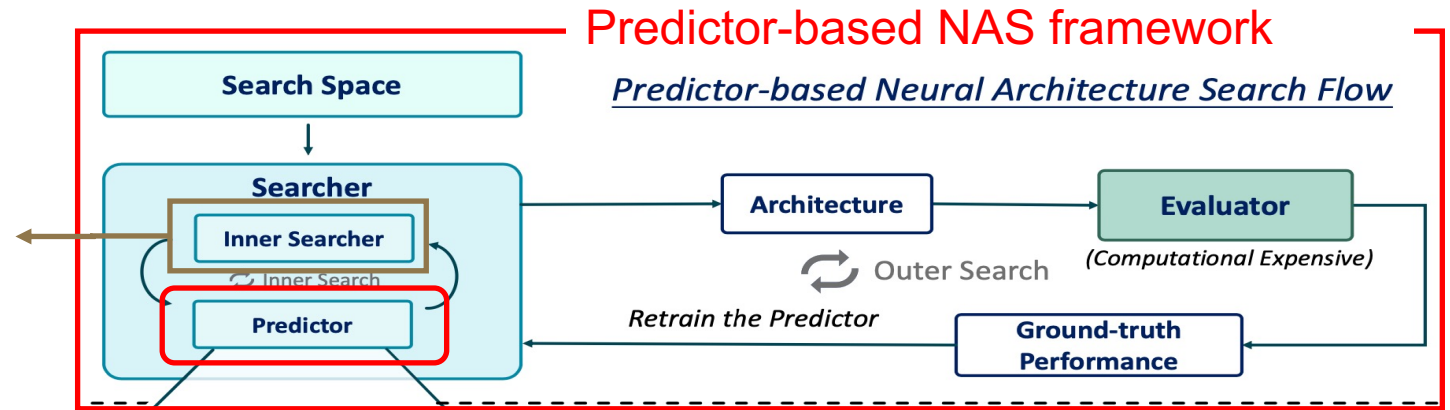 Predictor-based NAS framework
Search Space
Predictor-based Neural Architecture Search Flow
Searcher
Inner Searcher
Inner Search
Predictor
Architecture
Evaluator
(Computational Expensive)
Outer Search
Retrain the Predictor
Ground-truth
Performance